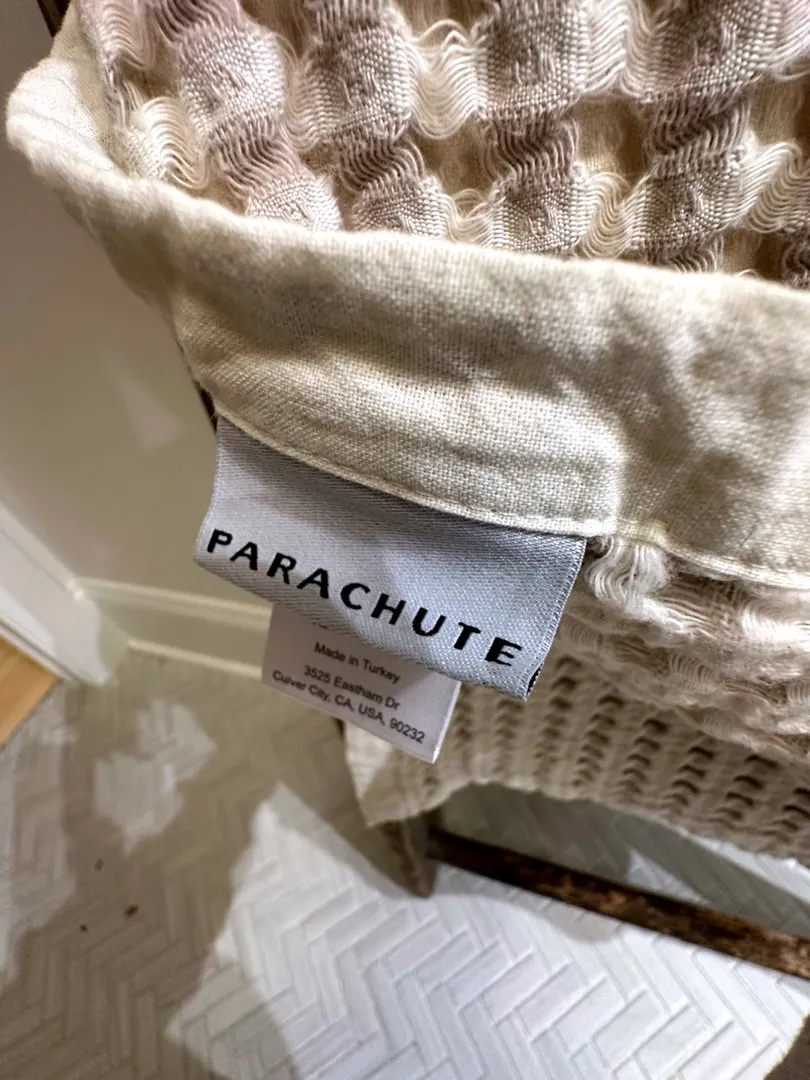 PARACHUTE
Made in Turkey
3525 Eastham Dr
Culver City, CA, USA, 90232